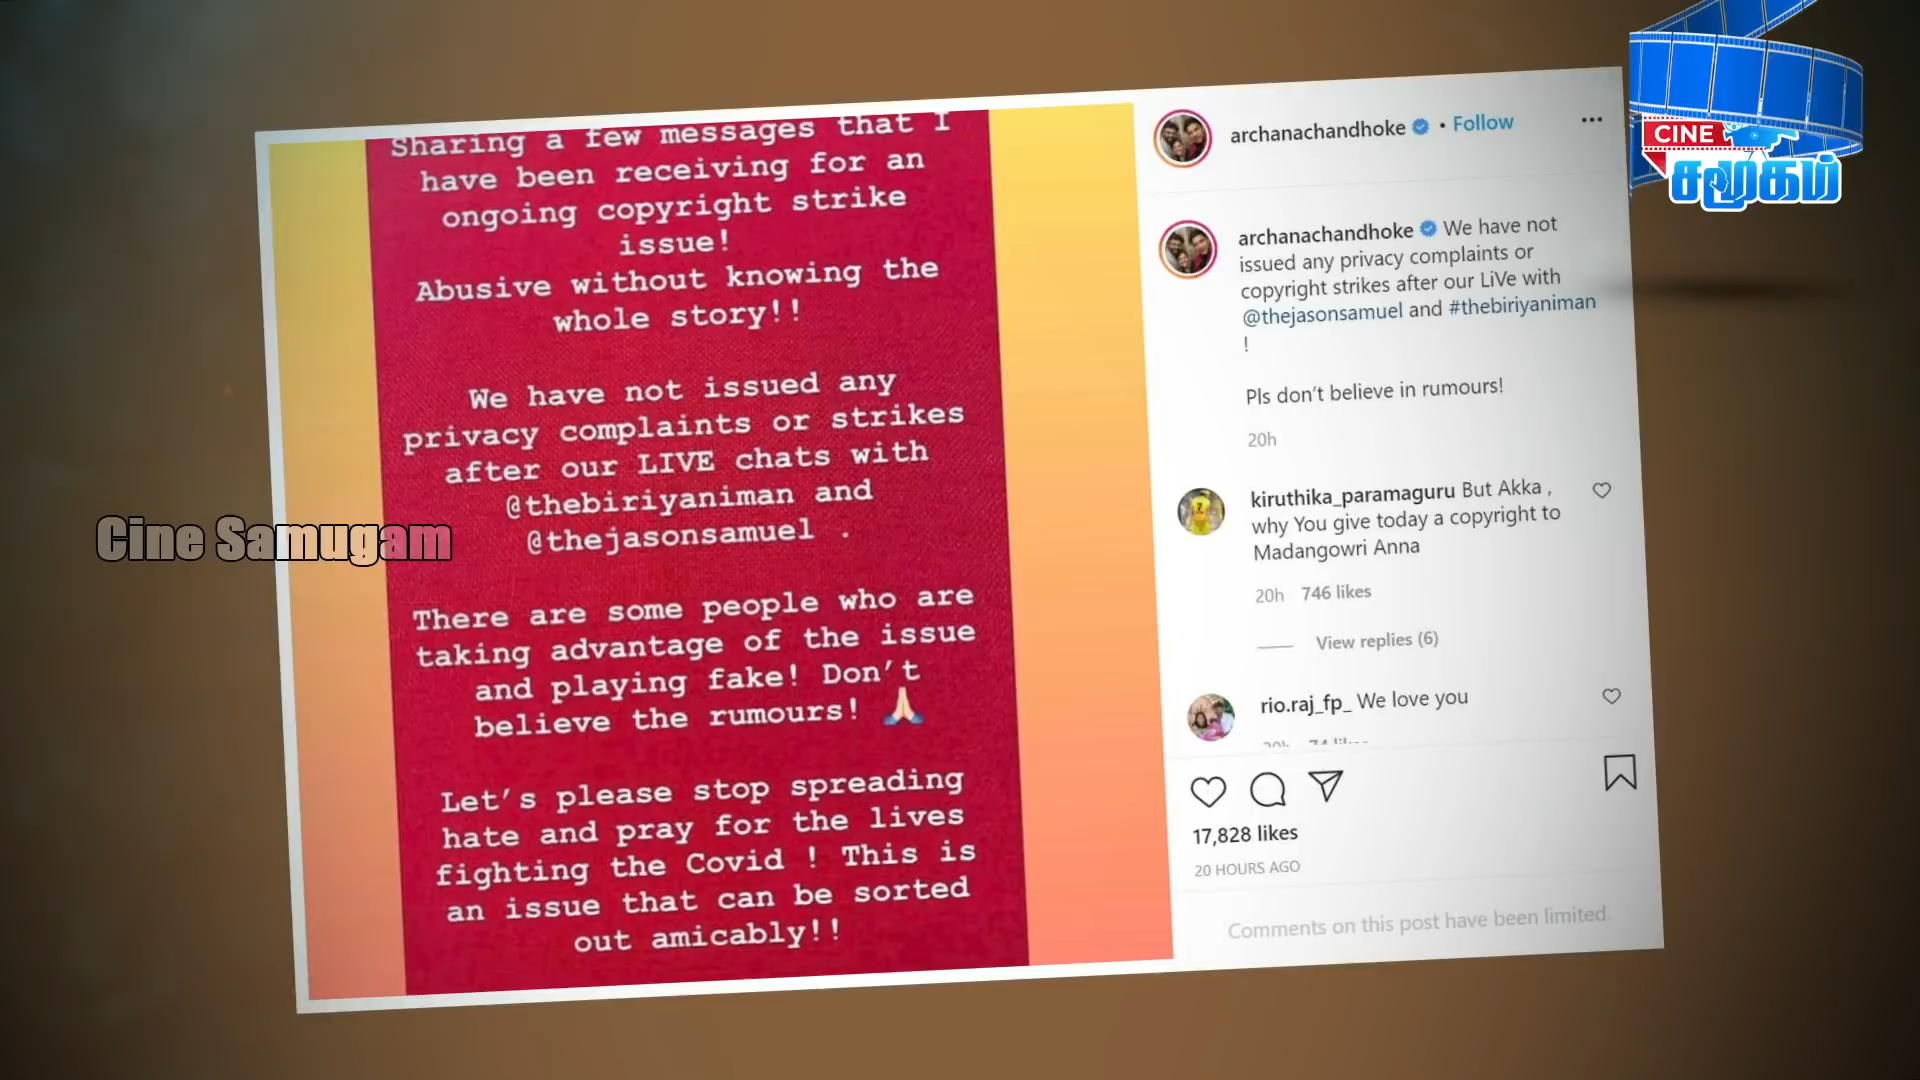 Sharing a few messages that I
have been receiving for an
ongoing copyright strike
issue!
Abusive without knowing the
whole story!!
We have not issued any
privacy complaints or strikes
after our LIVE chats with
@thebiriyaniman and
@thejasonsamuel .
There are some people who are
taking advantage of the issue
and playing fake! Don't
believe the rumours! 🙏🏻
Let's please stop spreading
hate and pray for the lives
fighting the Covid ! This is
an issue that can be sorted
out amicably!!
Cine Samugam
archanachandhoke • Follow
archanachandhoke We have not
issued any privacy complaints or
copyright strikes after our LiVe with
@thejasonsamuel and #thebiriyaniman
!
Pls don't believe in rumours!
20h
kiruthika_paramaguru But Akka ,
why You give today a copyright to
Madangowri Anna
20h 746 likes
View replies (6)
rio.raj_fp_ We love you
20h 74 likes
17,828 likes
20 HOURS AGO
Comments on this post have been limited.
CINE
சமூகம்